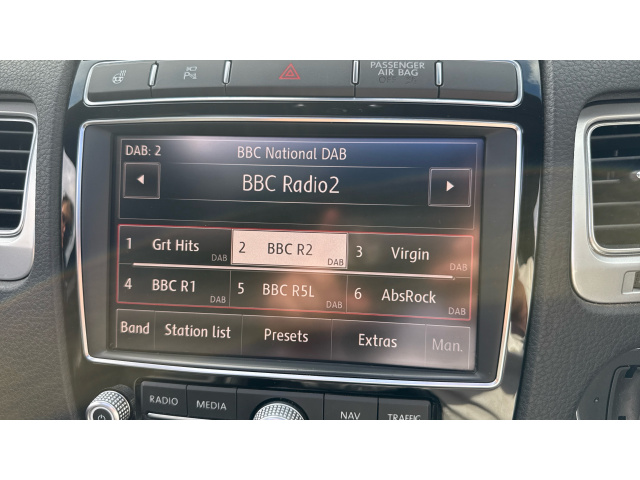 PASSENGER
AIR BAG
DAB: 2 BBC National DAB
BBC Radio2
1 Grt Hits DAB 2 BBC R2 DAB 3 Virgin DAB
4 BBC R1 DAB 5 BBC R5L DAB 6 AbsRock DAB
Band Station list Presets Extras Man.
RADIO MEDIA NAV TRAFFIC